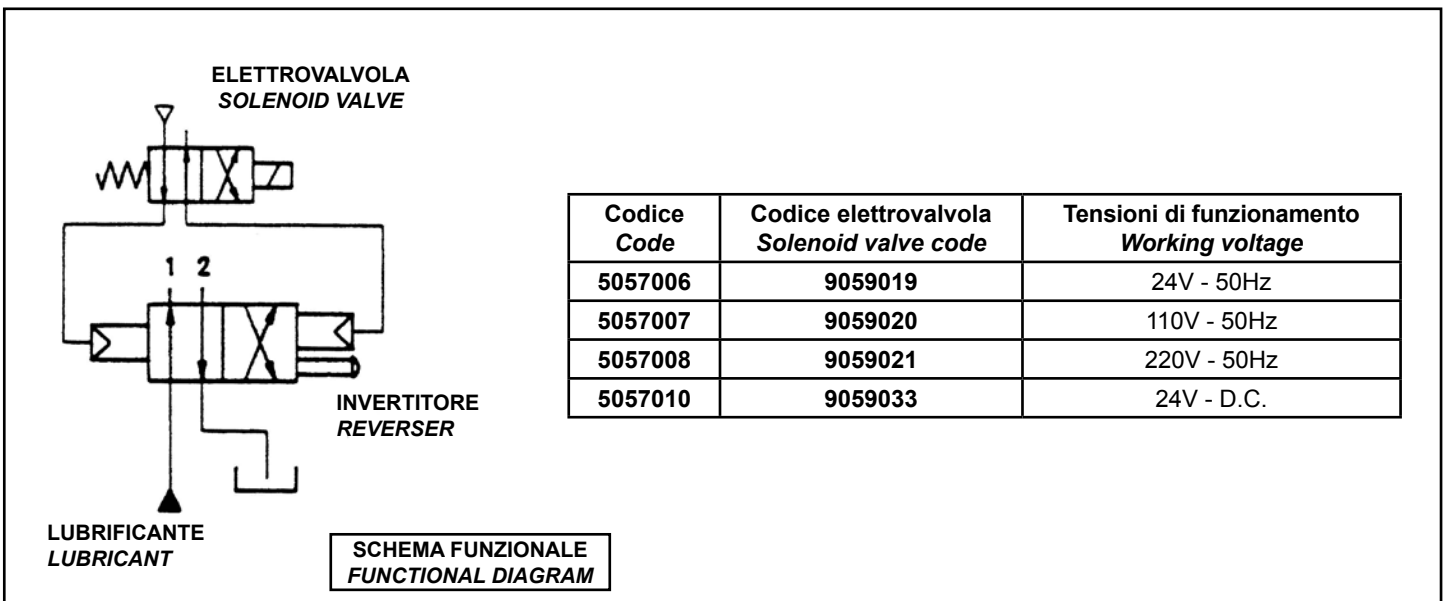 ELETTROVALVOLA
SOLENOID VALVE
1 2
INVERTITORE
REVERSER
LUBRIFICANTE
LUBRICANT
SCHEMA FUNZIONALE
FUNCTIONAL DIAGRAM
Codice Codice elettrovalvola Tensioni di funzionamento
Code Solenoid valve code Working voltage
5057006 9059019 24V - 50Hz
5057007 9059020 110V - 50Hz
5057008 9059021 220V - 50Hz
5057010 9059033 24V - D.C.